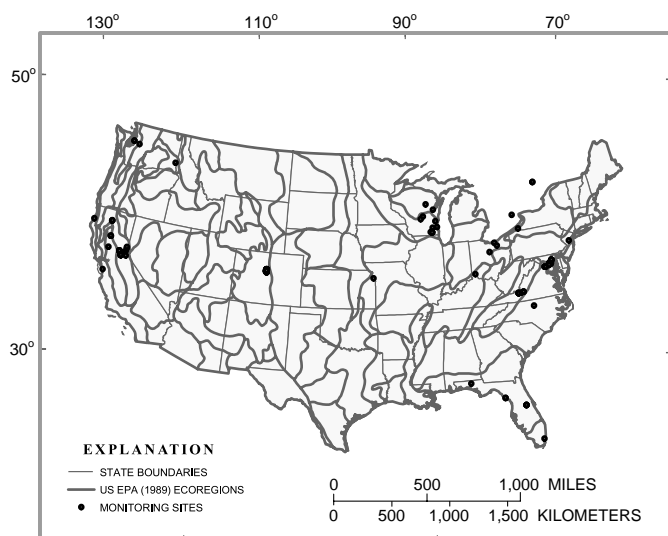 130° 110° 90° 70°
50°
30°
EXPLANATION
STATE BOUNDARIES
US EPA (1989) ECOREGIONS
MONITORING SITES
0 500 1,000 MILES
0 500 1,000 1,500 KILOMETERS